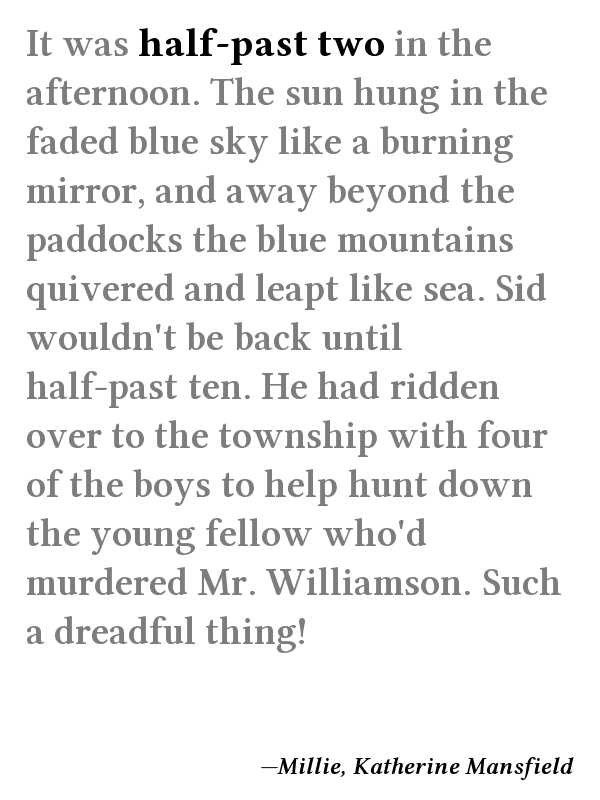 It was half-past two in the
afternoon. The sun hung in the
faded blue sky like a burning
mirror, and away beyond the
paddocks the blue mountains
quivered and leapt like sea. Sid
wouldn't be back until
half-past ten. He had ridden
over to the township with four
of the boys to help hunt down
the young fellow who'd
murdered Mr. Williamson. Such
a dreadful thing!
—Millie, Katherine Mansfield